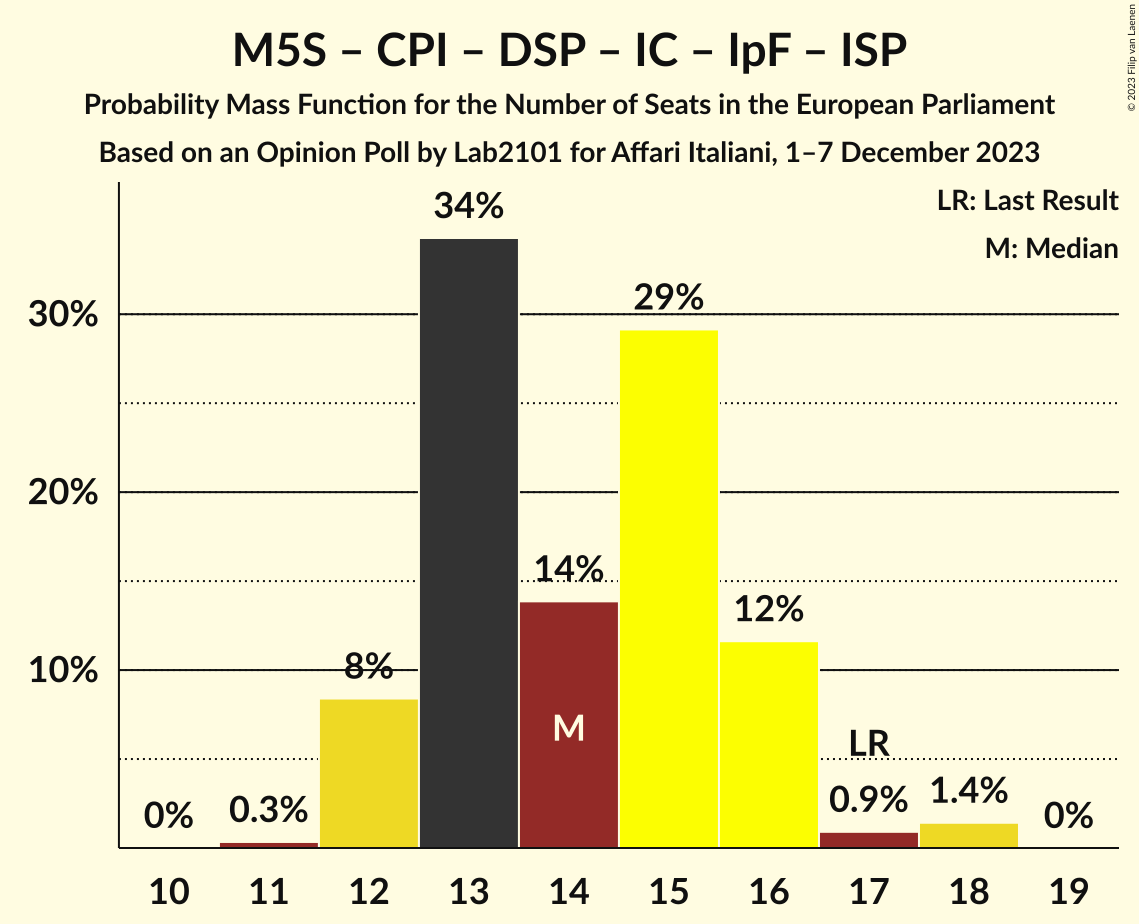 M5S – CPI – DSP – IC – IpF – ISP
Probability Mass Function for the Number of Seats in the European Parliament
Based on an Opinion Poll by Lab2101 for Affari Italiani, 1–7 December 2023
© 2023 Filip van Laenen
LR: Last Result
M: Median
30%
20%
10%
0%
0.3%
8%
34%
14%
M
29%
12%
LR
0.9%
1.4%
0%
10 11 12 13 14 15 16 17 18 19